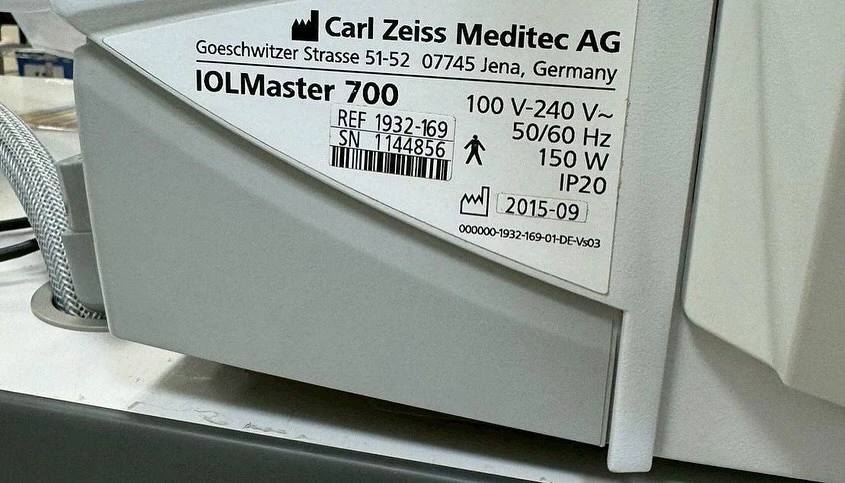 Carl Zeiss Meditec AG
Goeschwitzer Strasse 51-52 07745 Jena, Germany
IOLMaster 700
REF 1932-169
SN 1144856
100 V-240 V~
50/60 Hz
150 W
IP20
2015-09
000000-1932-169-01-DE-Vs03